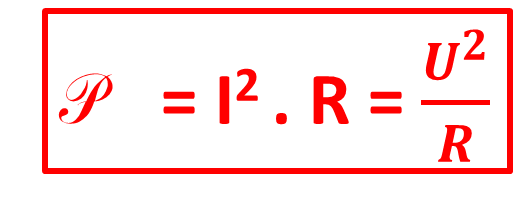 𝒫 = I² . R = U²/R